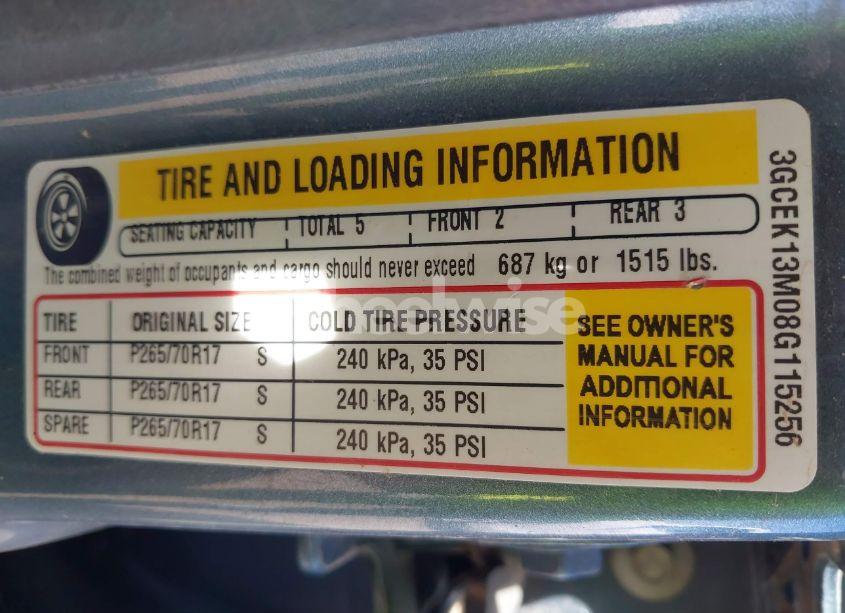 TIRE AND LOADING INFORMATION
SEATING CAPACITY TOTAL 5 FRONT 2 REAR 3
The combined weight of occupants and cargo should never exceed 687 kg or 1515 lbs.
TIRE ORIGINAL SIZE COLD TIRE PRESSURE
FRONT P265/70R17 S 240 kPa, 35 PSI
REAR P265/70R17 S 240 kPa, 35 PSI
SPARE P265/70R17 S 240 kPa, 35 PSI
SEE OWNER'S
MANUAL FOR
ADDITIONAL
INFORMATION
3GCEK13M08G115256